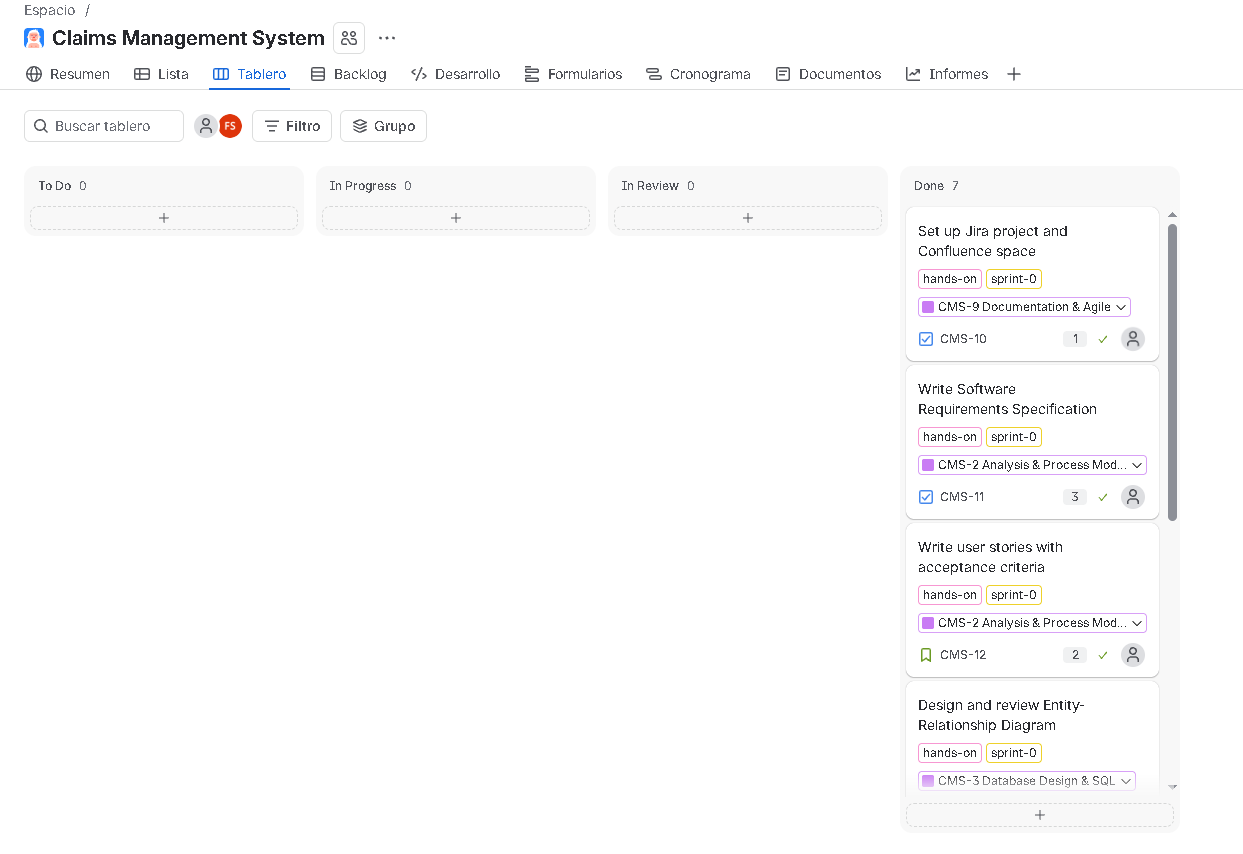 Espacio /
Claims Management System
Resumen Lista Tablero Backlog Desarrollo Formularios Cronograma Documentos Informes
Buscar tablero FS Filtro Grupo
To Do 0
In Progress 0
In Review 0
Done 7
Set up Jira project and
Confluence space
hands-on sprint-0
CMS-9 Documentation & Agile
CMS-10 1
Write Software
Requirements Specification
hands-on sprint-0
CMS-2 Analysis & Process Mod...
CMS-11 3
Write user stories with
acceptance criteria
hands-on sprint-0
CMS-2 Analysis & Process Mod...
CMS-12 2
Design and review Entity-
Relationship Diagram
hands-on sprint-0
CMS-3 Database Design & SQL